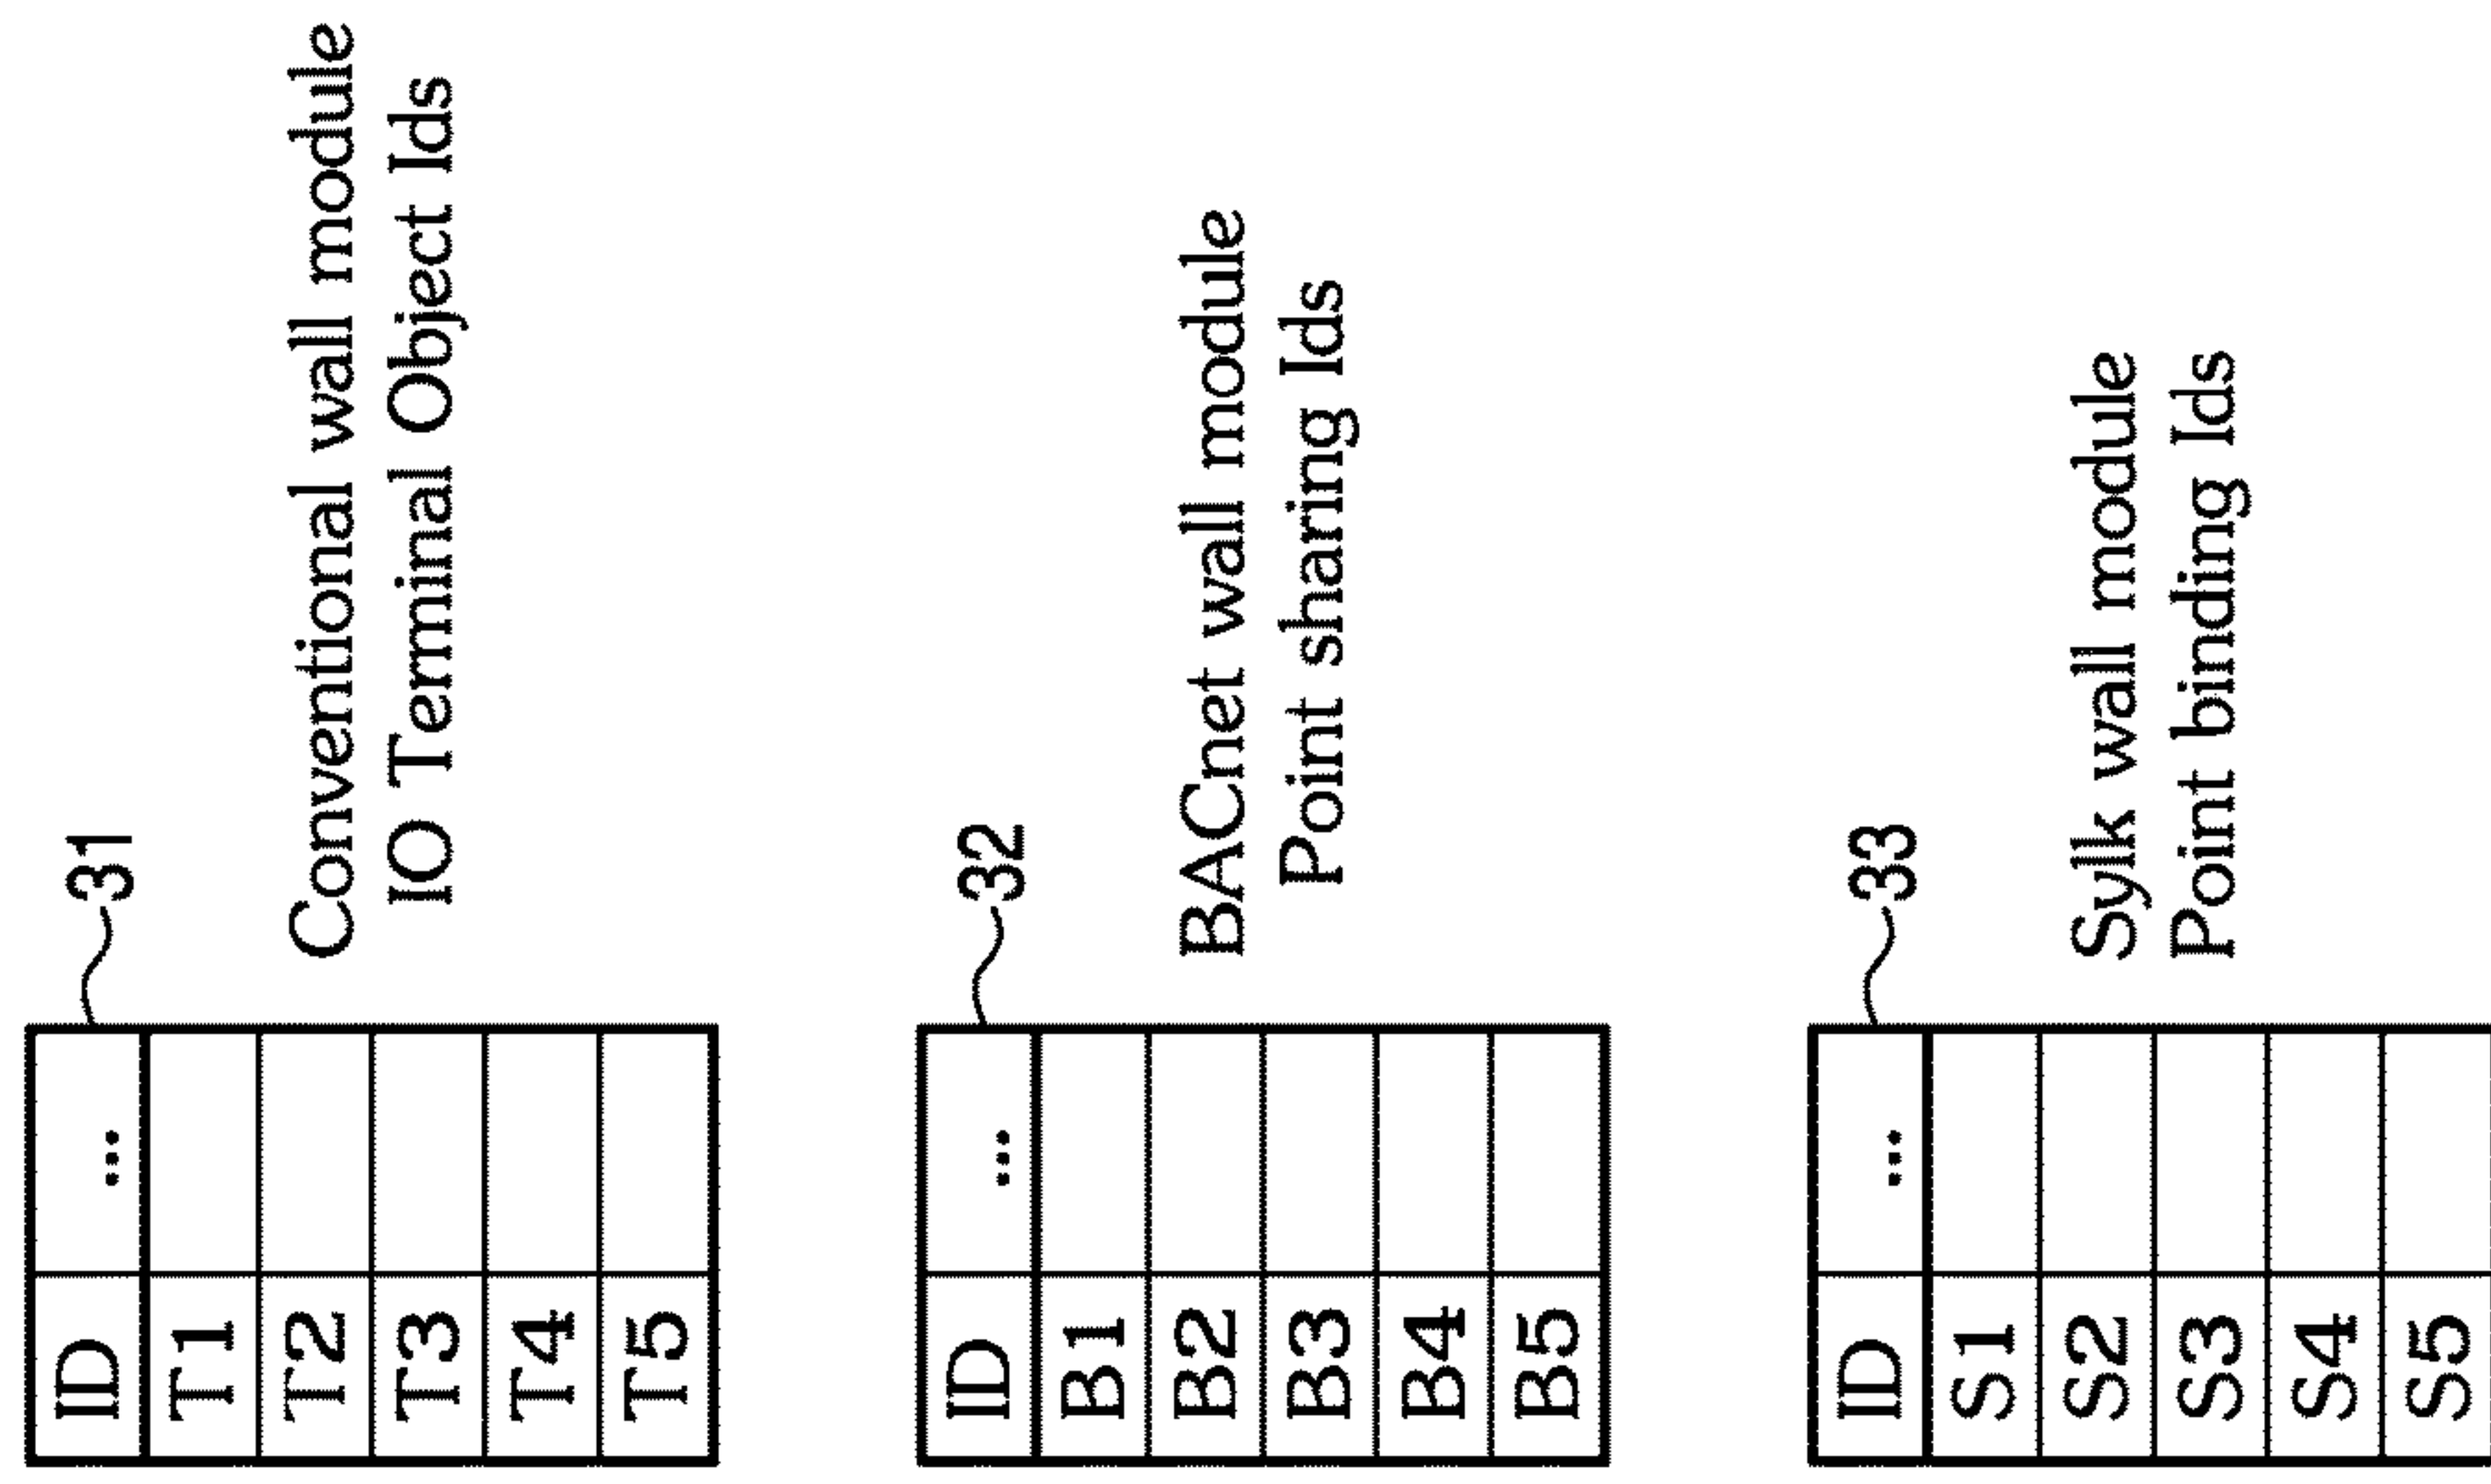 ID ...
T1
T2
T3
T4
T5
31
Conventional wall module
IO Terminal Object Ids
ID ...
B1
B2
B3
B4
B5
32
BACnet wall module
Point sharing Ids
ID ...
S1
S2
S3
S4
S5
33
Sylk wall module
Point binding Ids